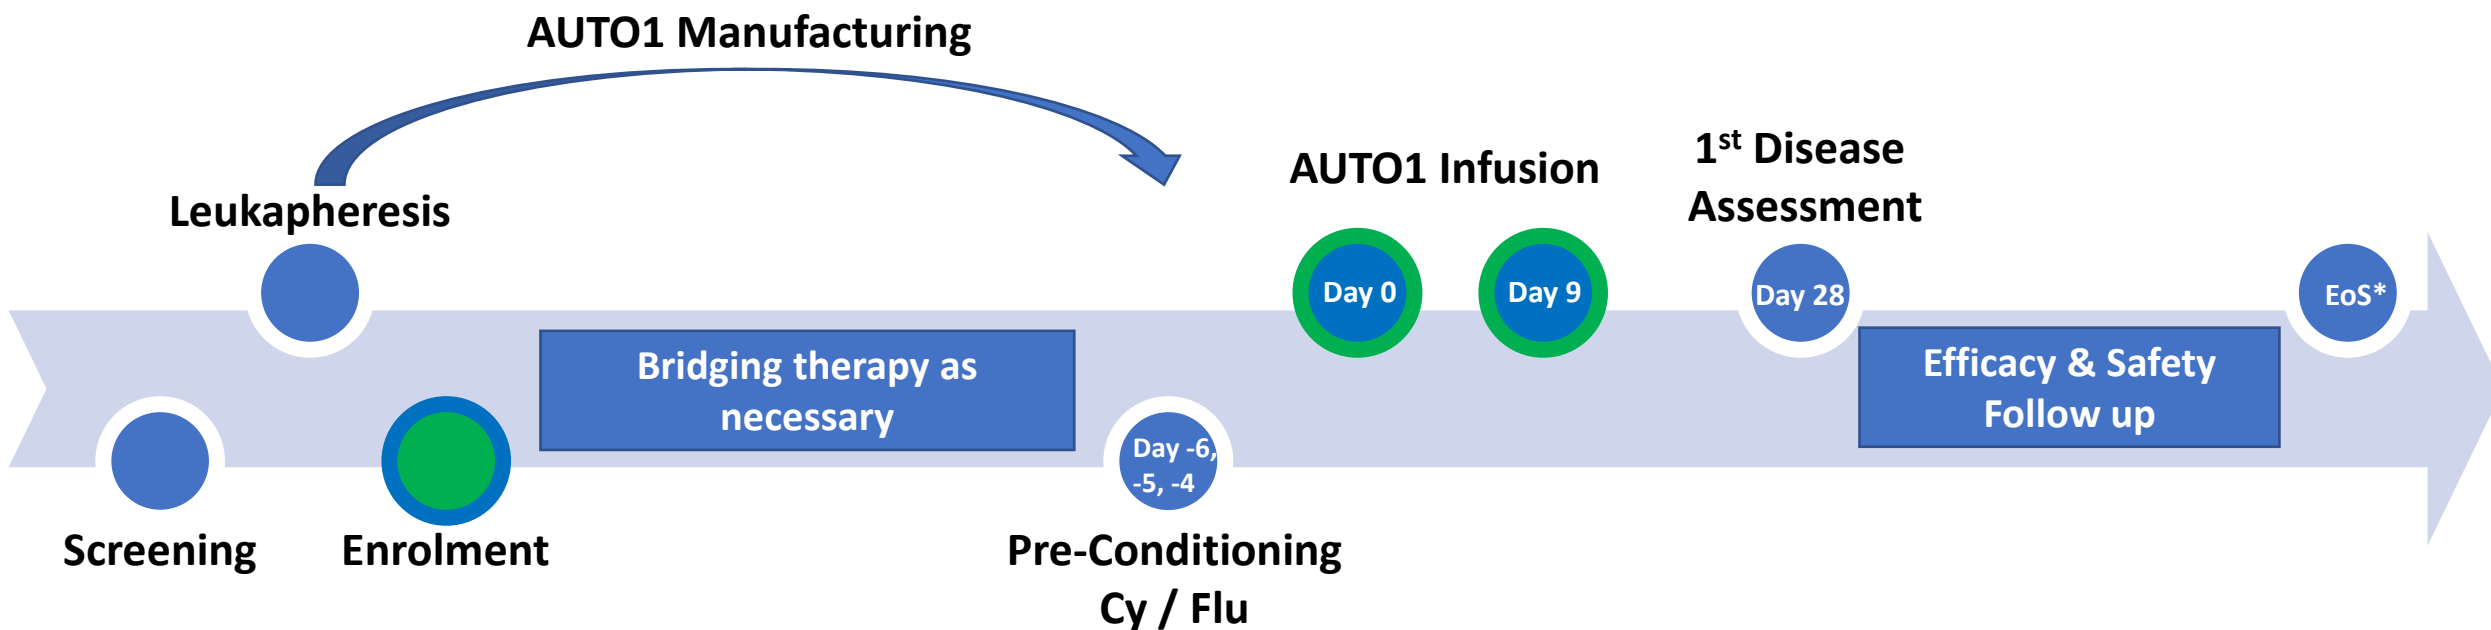 AUTO1 Manufacturing
Leukapheresis
AUTO1 Infusion
1st Disease
Assessment
Day 0
Day 9
Day 28
EoS*
Bridging therapy as
necessary
Efficacy & Safety
Follow up
Day -6,
-5, -4
Screening
Enrolment
Pre-Conditioning
Cy / Flu